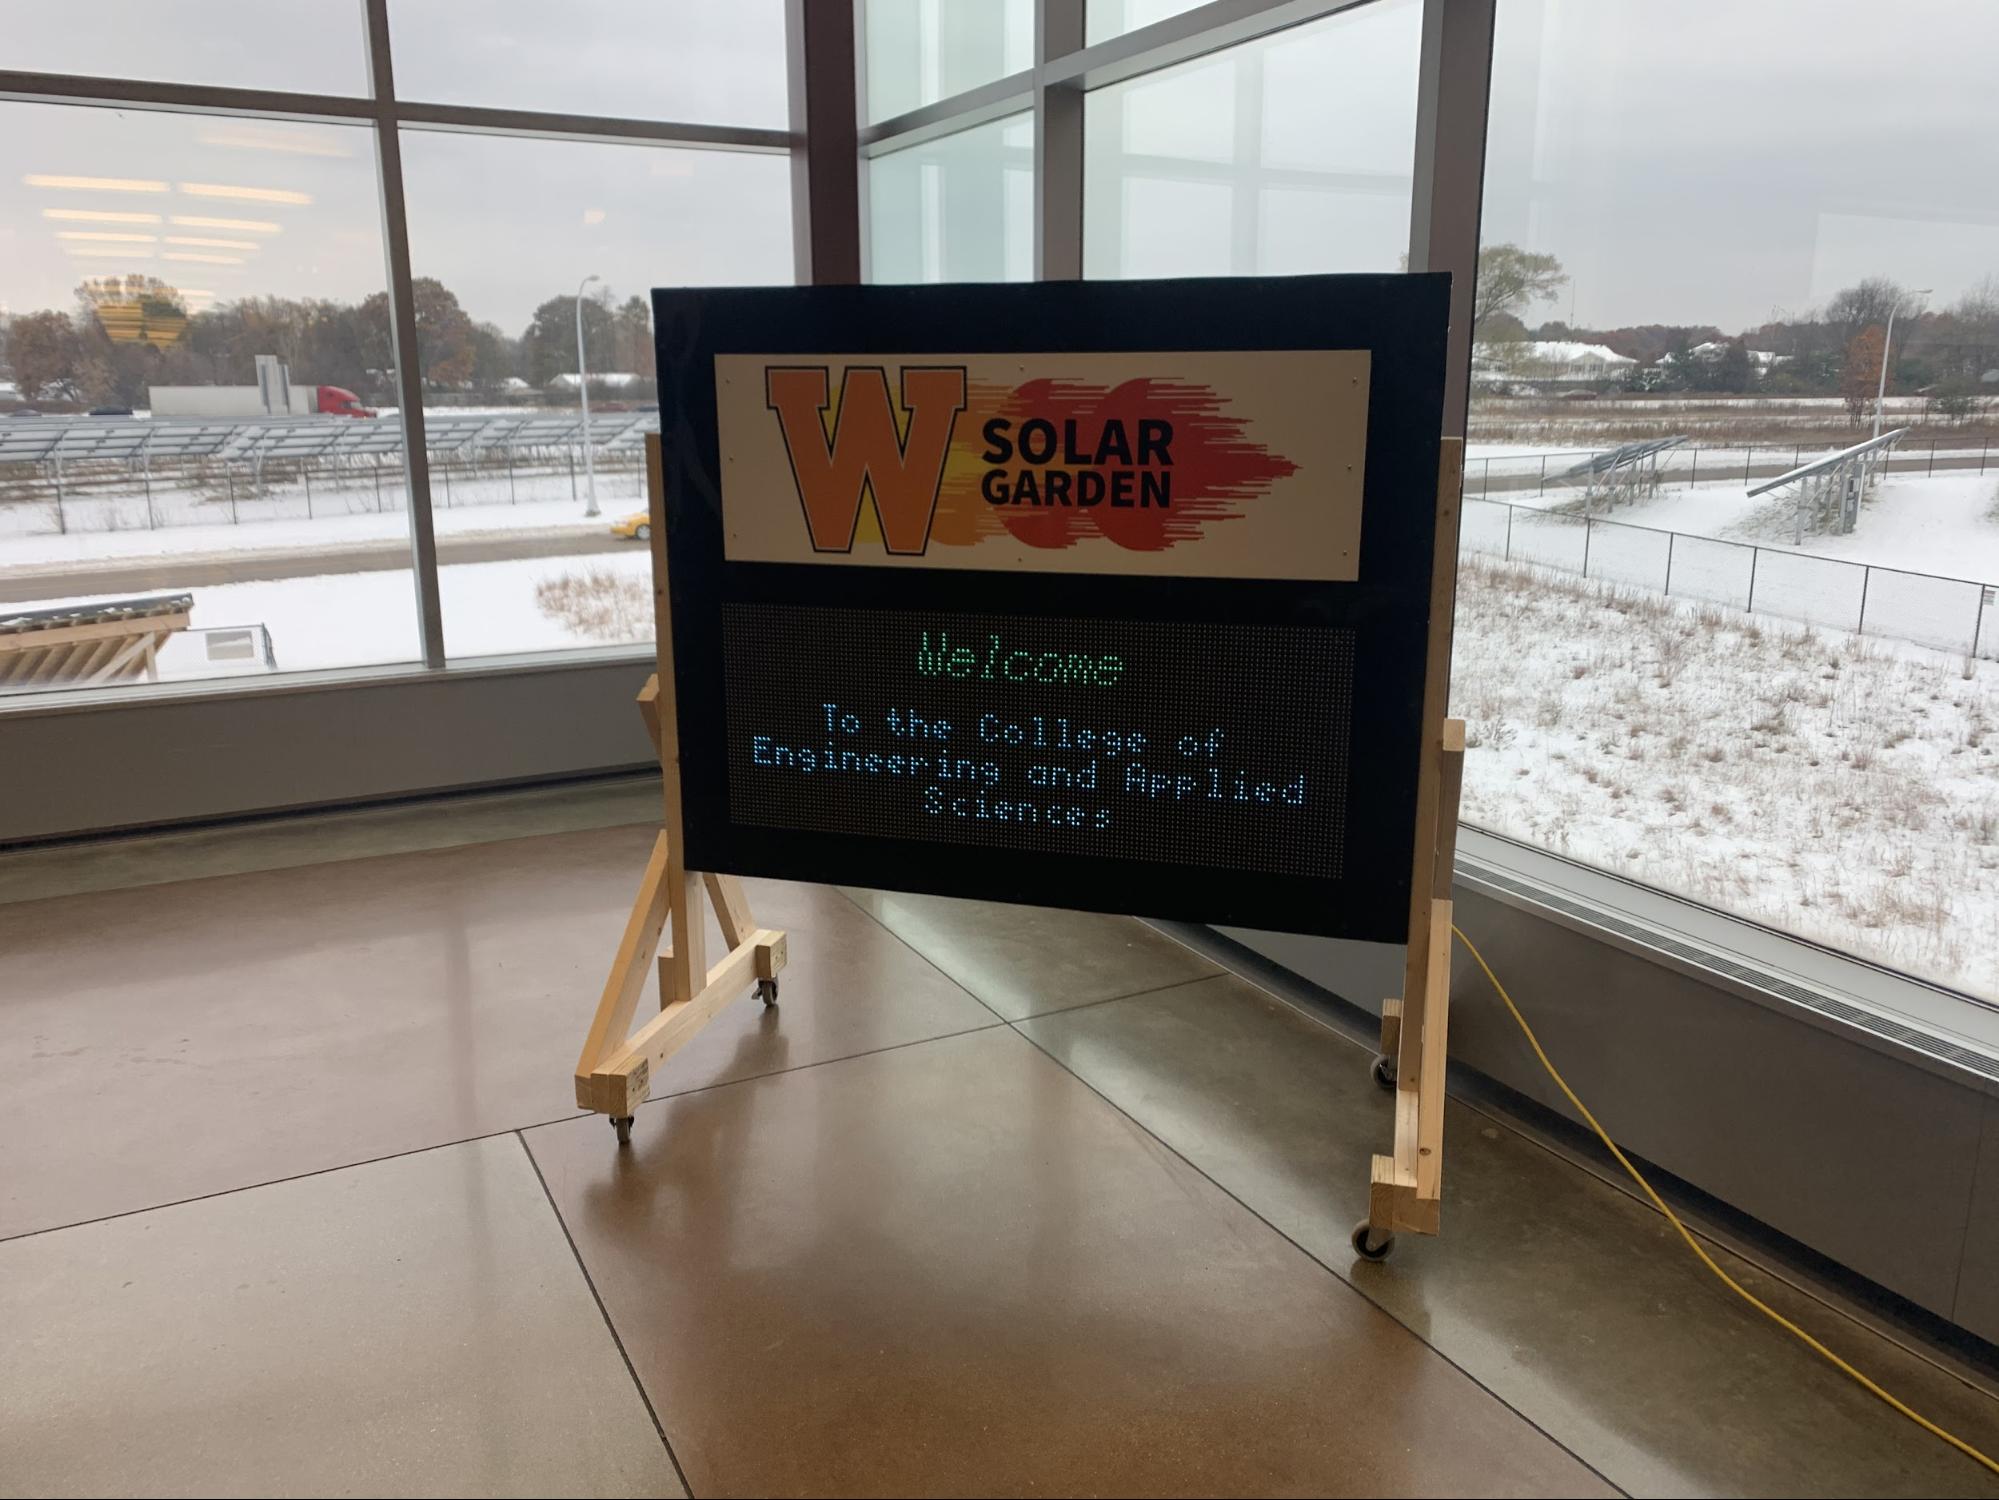 W SOLAR
GARDEN
Welcome
To the College of
Engineering and Applied
Sciences